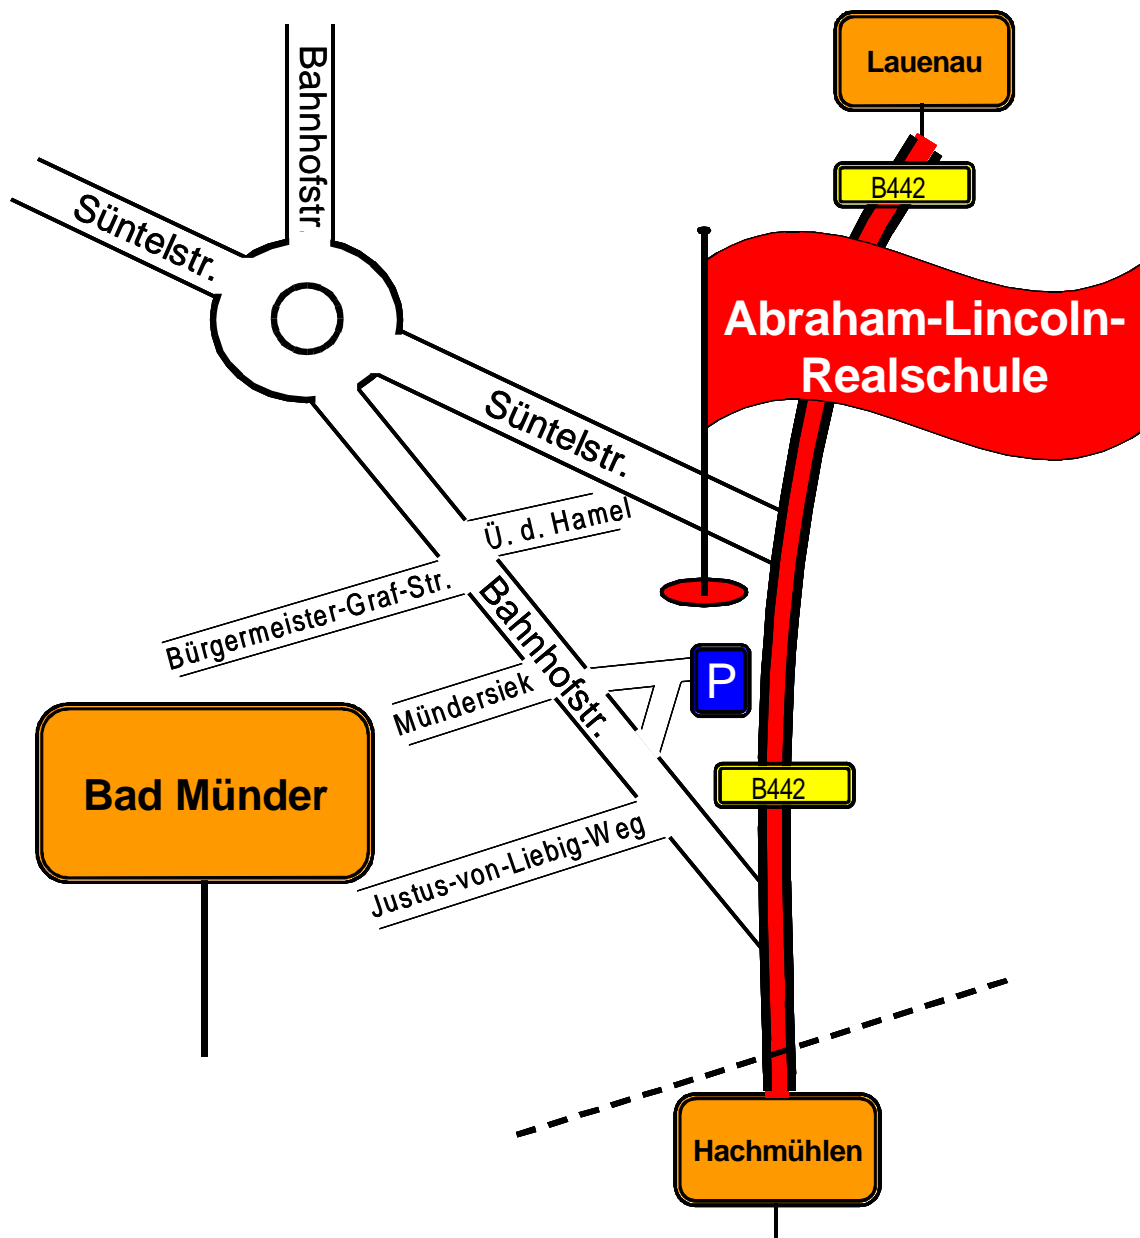 Lauenau
Bahnhofstr.
B442
Süntelstr.
Abraham-Lincoln-
Realschule
Süntelstr.
Ü. d. Hamel
Bürgermeister-Graf-Str.
Bahnhofstr.
Mündersiek
P
Bad Münder
B442
Justus-von-Liebig-Weg
Hachmühlen